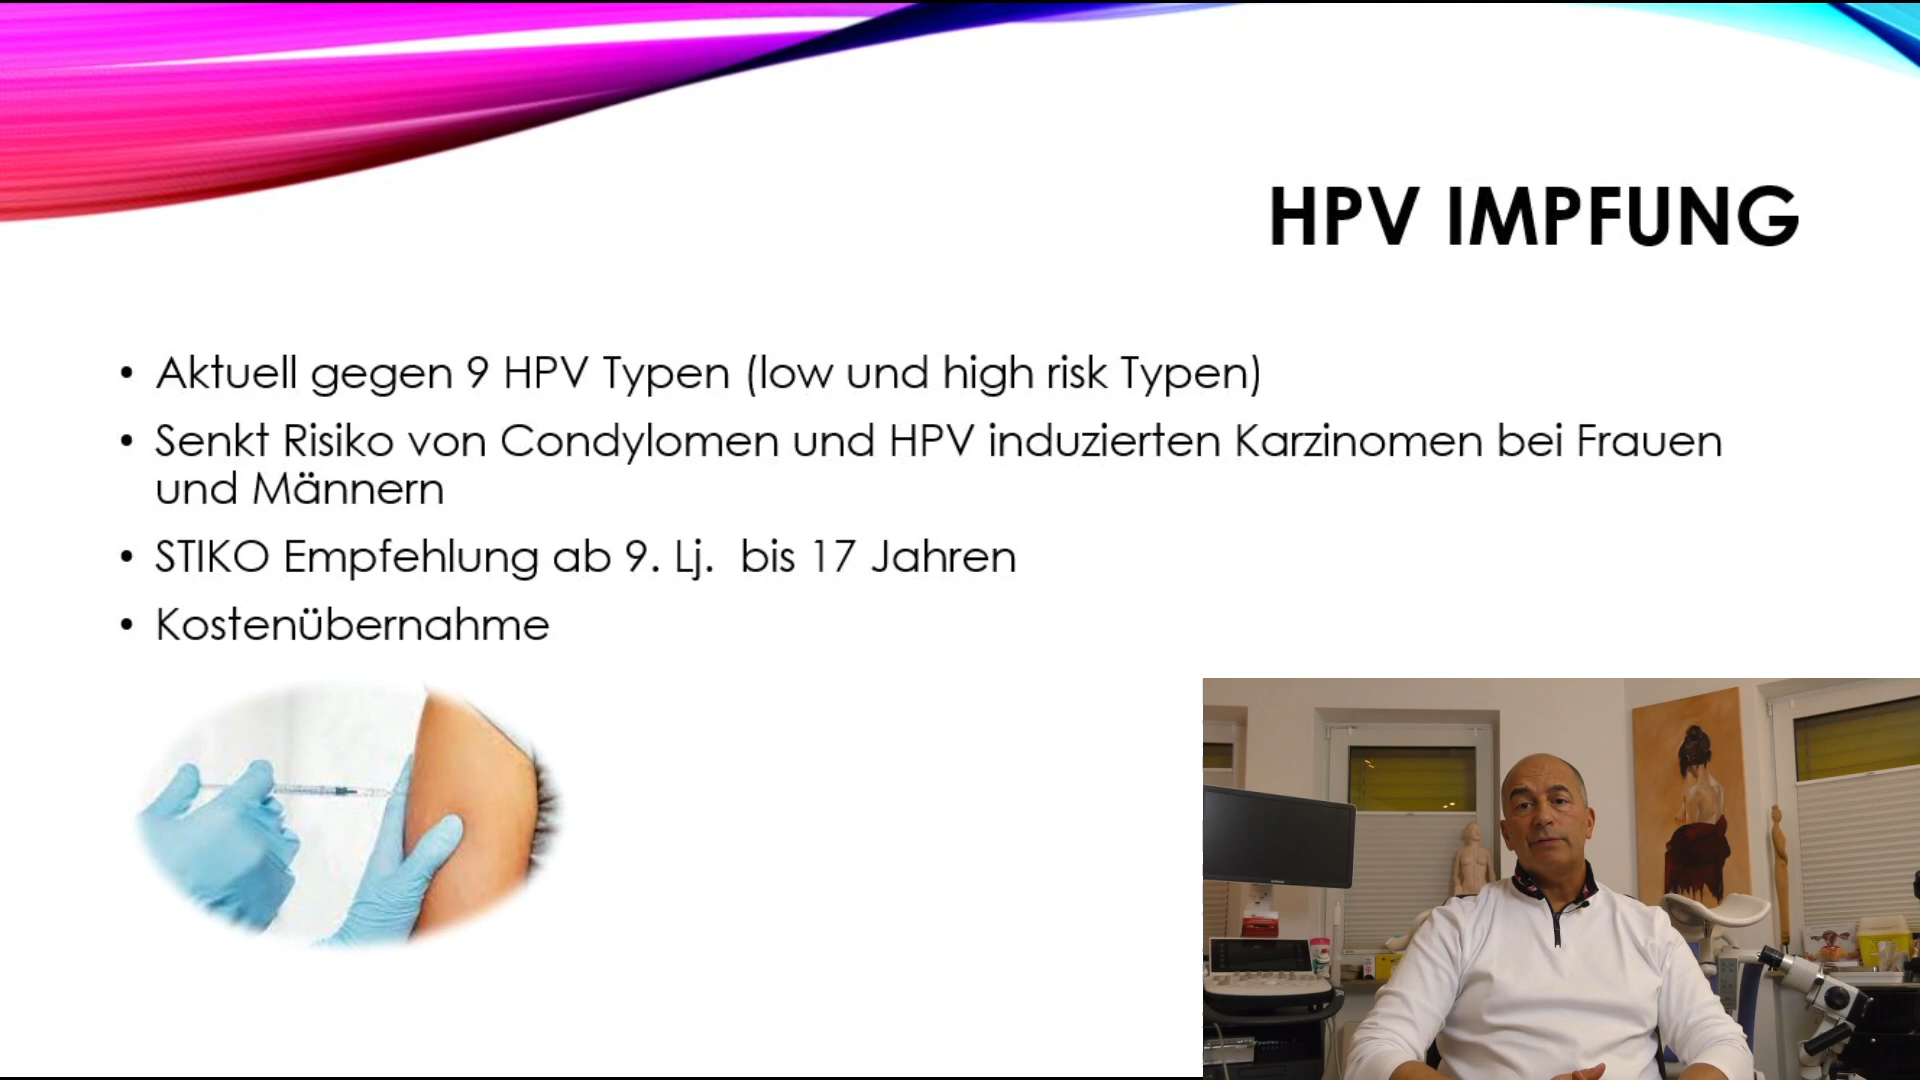 HPV IMPFUNG
• Aktuell gegen 9 HPV Typen (low und high risk Typen)
• Senkt Risiko von Condylomen und HPV induzierten Karzinomen bei Frauen
und Männern
• STIKO Empfehlung ab 9. Lj.  bis 17 Jahren
• Kostenübernahme